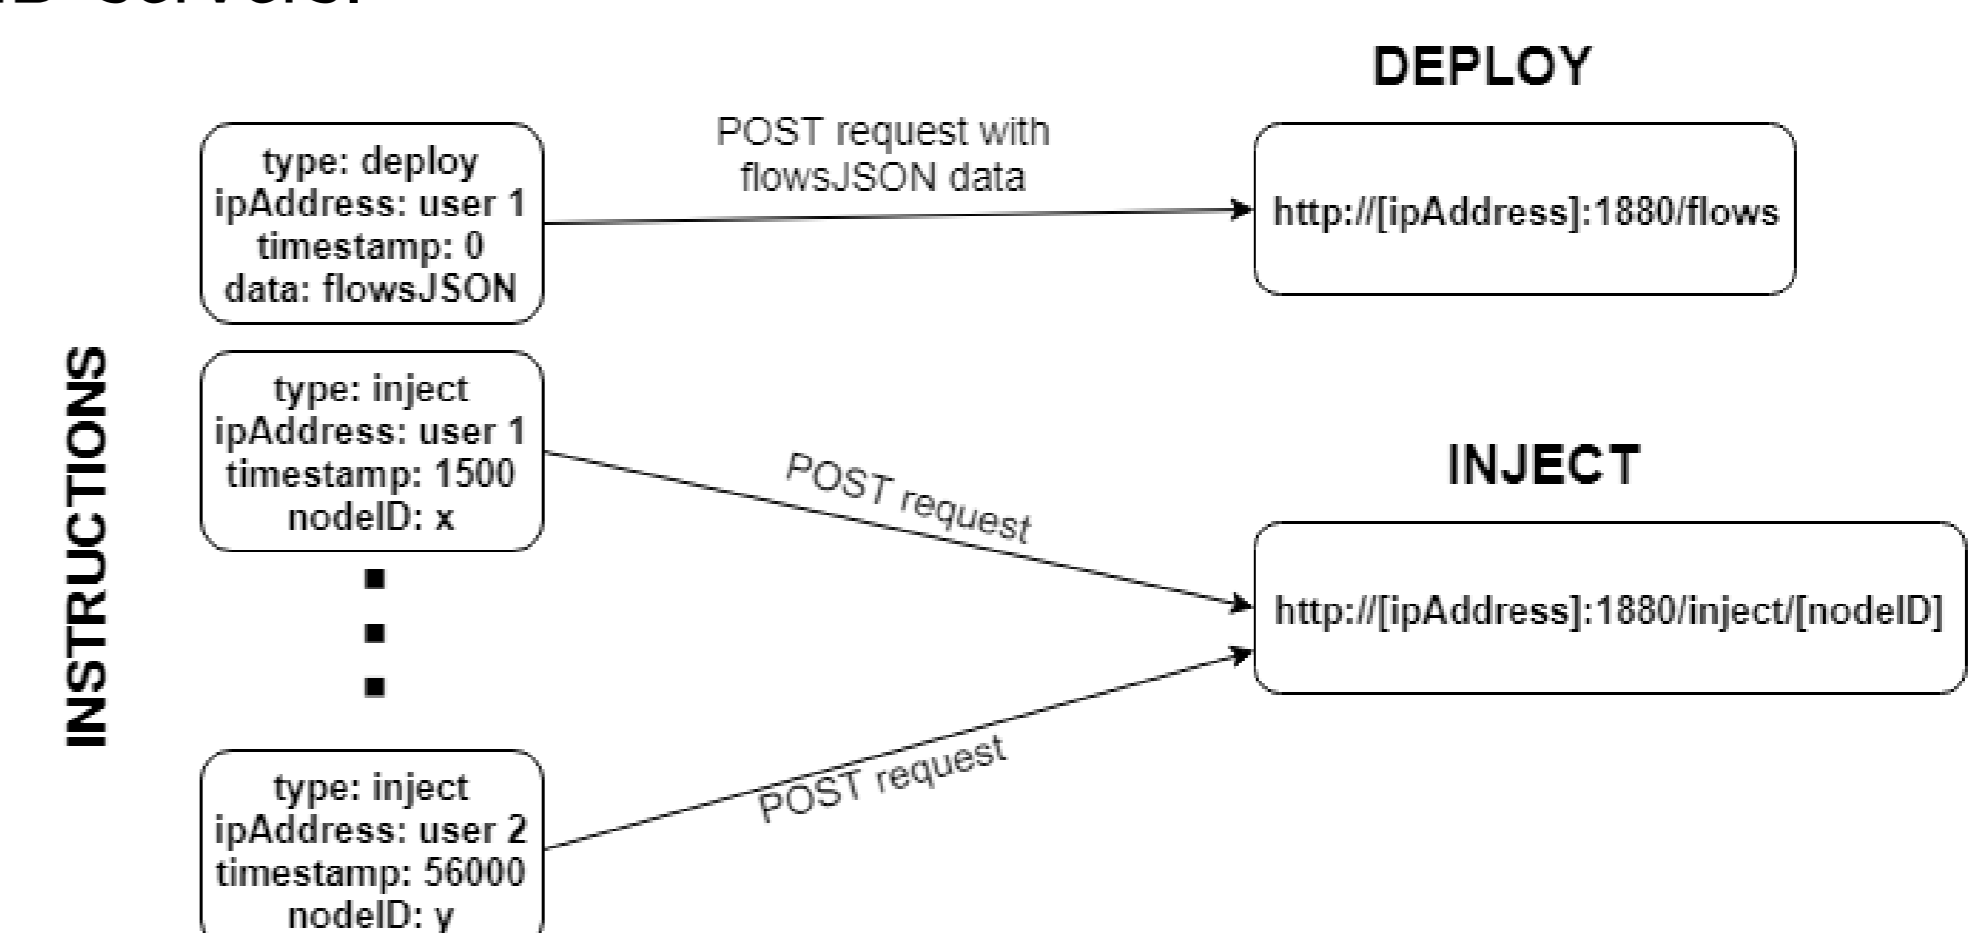 servers.
DEPLOY
type: deploy
ipAddress: user 1
timestamp: 0
data: flowsJSON
POST request with
flowsJSON data
http://[ipAddress]:1880/flows
INSTRUCTIONS
type: inject
ipAddress: user 1
timestamp: 1500
nodeID: x
POST request
INJECT
http://[ipAddress]:1880/inject/[nodeID]
POST request
type: inject
ipAddress: user 2
timestamp: 56000
nodeID: y